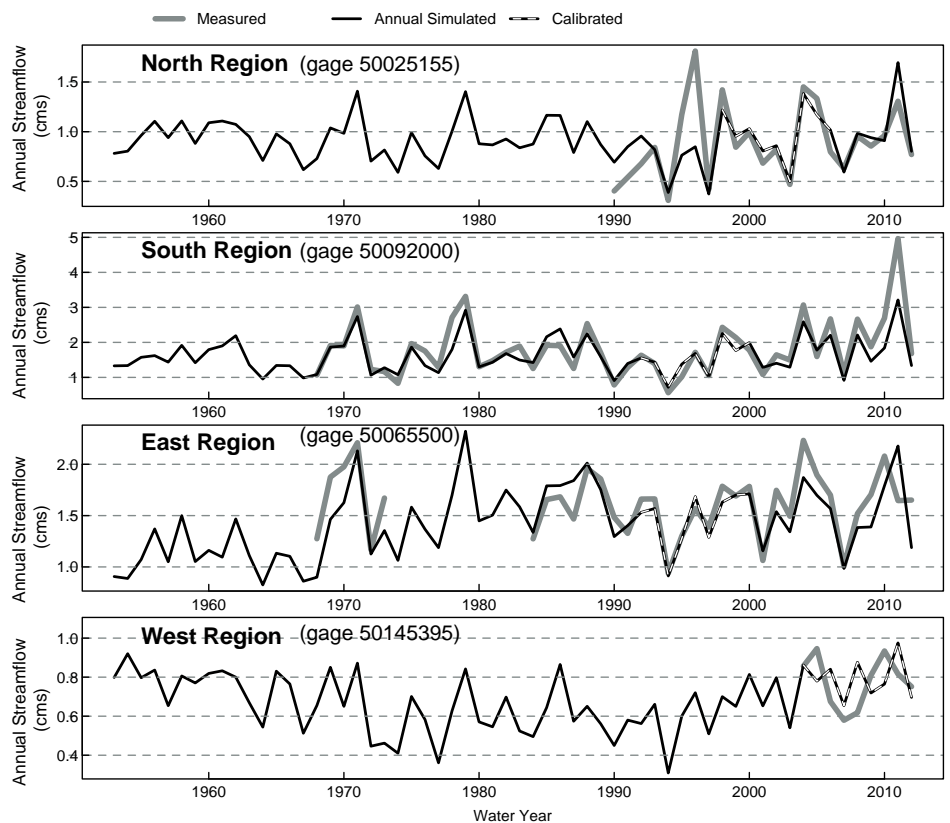 Measured Annual Simulated Calibrated
North Region (gage 50025155)
Annual Streamflow
(cms)
1.5
1.0
0.5
1960 1970 1980 1990 2000 2010
South Region (gage 50092000)
Annual Streamflow
(cms)
5
4
3
2
1
1960 1970 1980 1990 2000 2010
East Region (gage 50065500)
Annual Streamflow
(cms)
2.0
1.5
1.0
1960 1970 1980 1990 2000 2010
West Region (gage 50145395)
Annual Streamflow
(cms)
1.0
0.8
0.6
0.4
1960 1970 1980 1990 2000 2010
Water Year